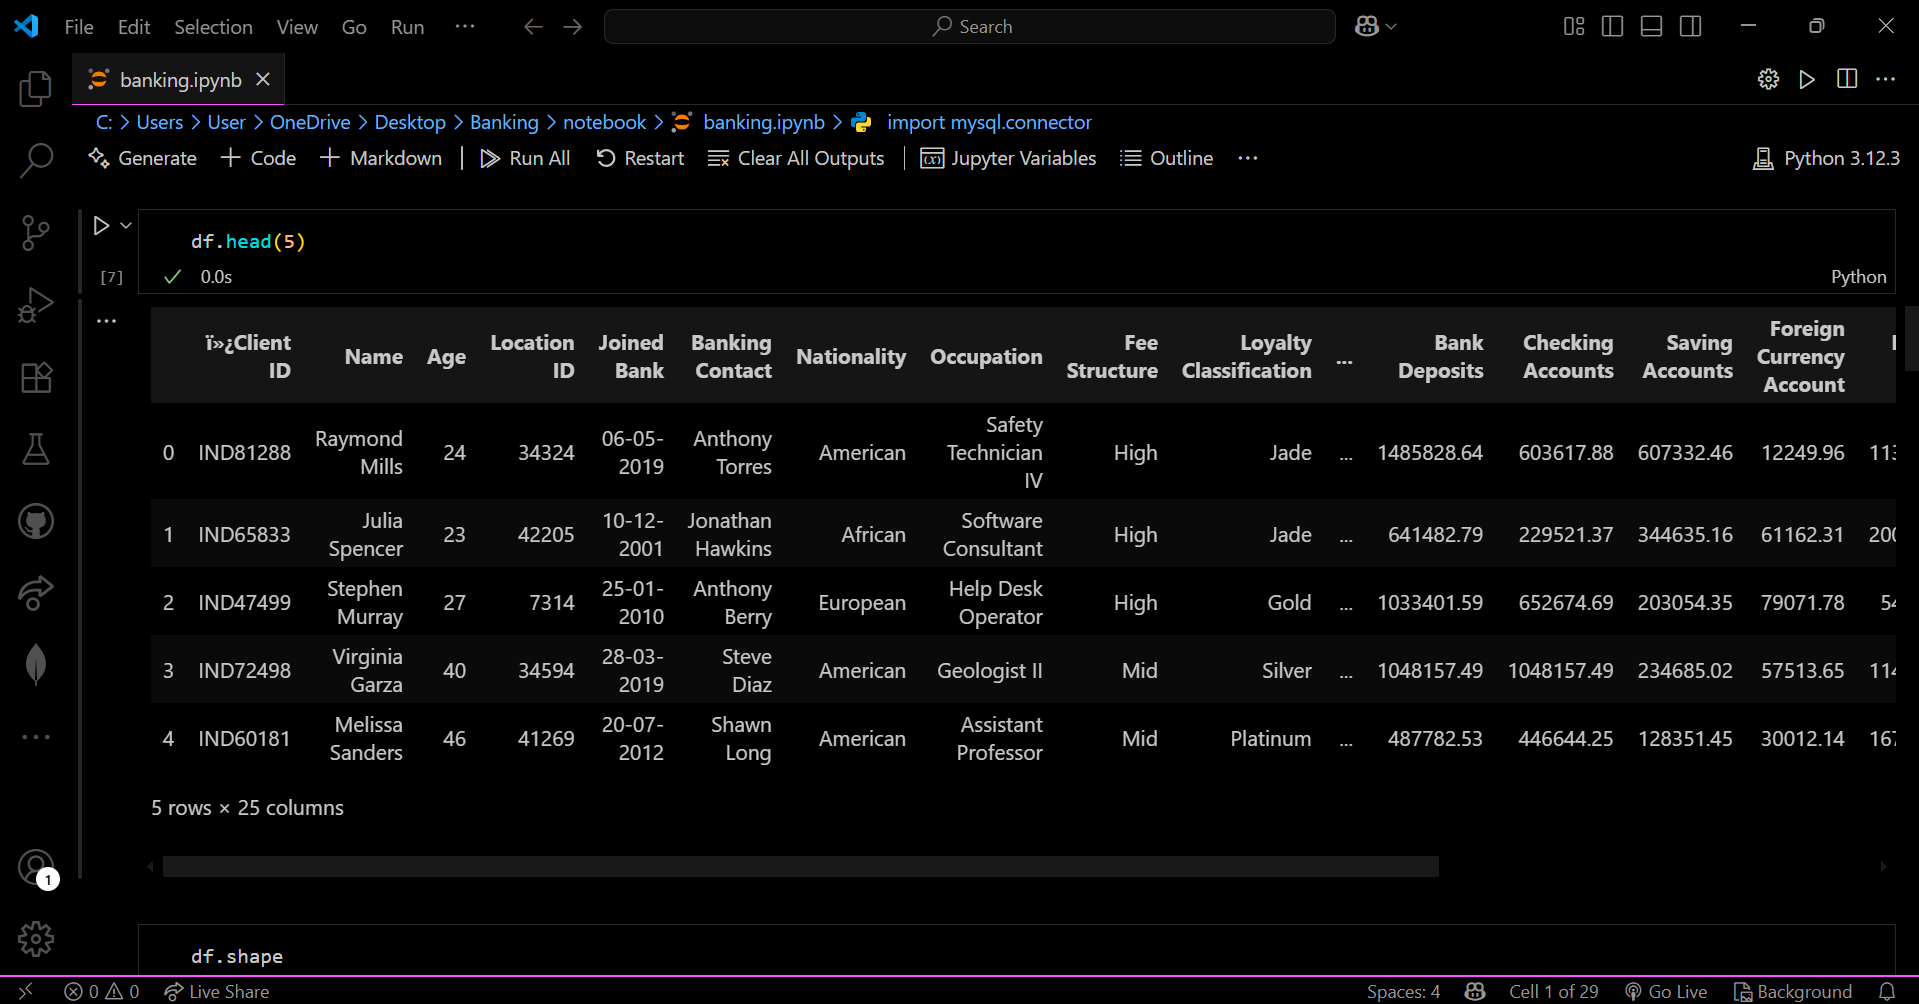 File Edit Selection View Go Run ··· Search
banking.ipynb
C: > Users > User > OneDrive > Desktop > Banking > notebook > banking.ipynb > import mysql.connector
Generate + Code + Markdown | Run All Restart Clear All Outputs | Jupyter Variables Outline ··· Python 3.12.3
df.head(5)
[7] 0.0s Python
ï»¿Client ID Name Age Location ID Joined Bank Banking Contact Nationality Occupation Fee Structure Loyalty Classification ... Bank Deposits Checking Accounts Saving Accounts Foreign Currency Account
0 IND81288 Raymond Mills 24 34324 06-05-2019 Anthony Torres American Safety Technician IV High Jade ... 1485828.64 603617.88 607332.46 12249.96 113
1 IND65833 Julia Spencer 23 42205 10-12-2001 Jonathan Hawkins African Software Consultant High Jade ... 641482.79 229521.37 344635.16 61162.31 200
2 IND47499 Stephen Murray 27 7314 25-01-2010 Anthony Berry European Help Desk Operator High Gold ... 1033401.59 652674.69 203054.35 79071.78 54
3 IND72498 Virginia Garza 40 34594 28-03-2019 Steve Diaz American Geologist II Mid Silver ... 1048157.49 1048157.49 234685.02 57513.65 114
4 IND60181 Melissa Sanders 46 41269 20-07-2012 Shawn Long American Assistant Professor Mid Platinum ... 487782.53 446644.25 128351.45 30012.14 167
5 rows × 25 columns
1
df.shape
0 0 Live Share Spaces: 4 Cell 1 of 29 Go Live Background